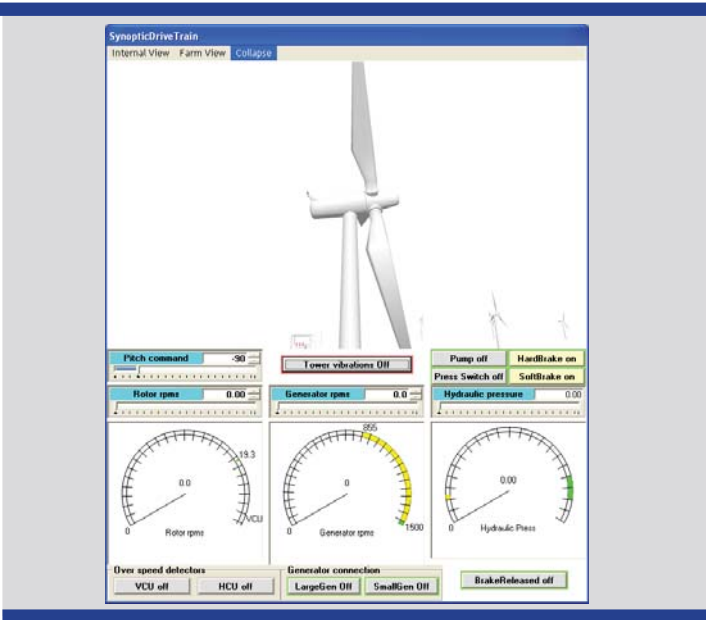 SynopticDriveTrain
Internal View Farm View Collapse
Pitch command -90
Tower vibrations Off
Pump off HardBrake on
Press Switch off SoftBrake on
Rotor rpms 0.00
Generator rpms 0.0
Hydraulic pressure 0.00
19.3
0.0
VCU
0
Rotor rpms
855
0
1500
0
Generator rpms
0.00
0
Hydraulic Press
Over speed detectors
VCU off HCU off
Generator connection
LargeGen Off SmallGen Off
BrakeReleased off